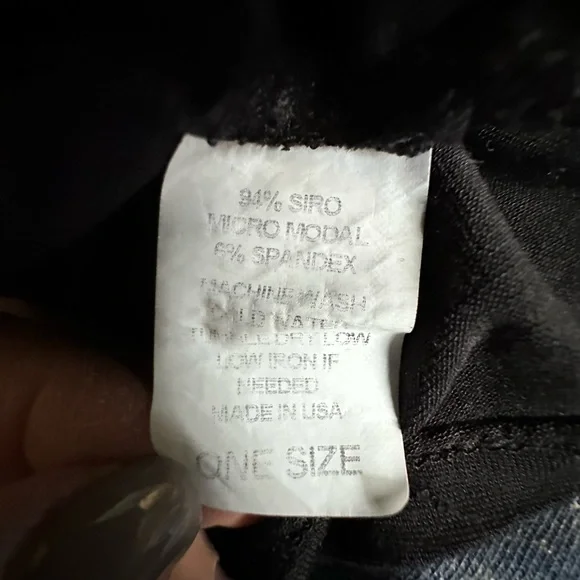 94% SIRO
MICRO MODAL
6% SPANDEX
MACHINE WASH
COLD WATER
TUMBLE DRY LOW
LOW IRON IF
NEEDED
MADE IN USA
ONE SIZE